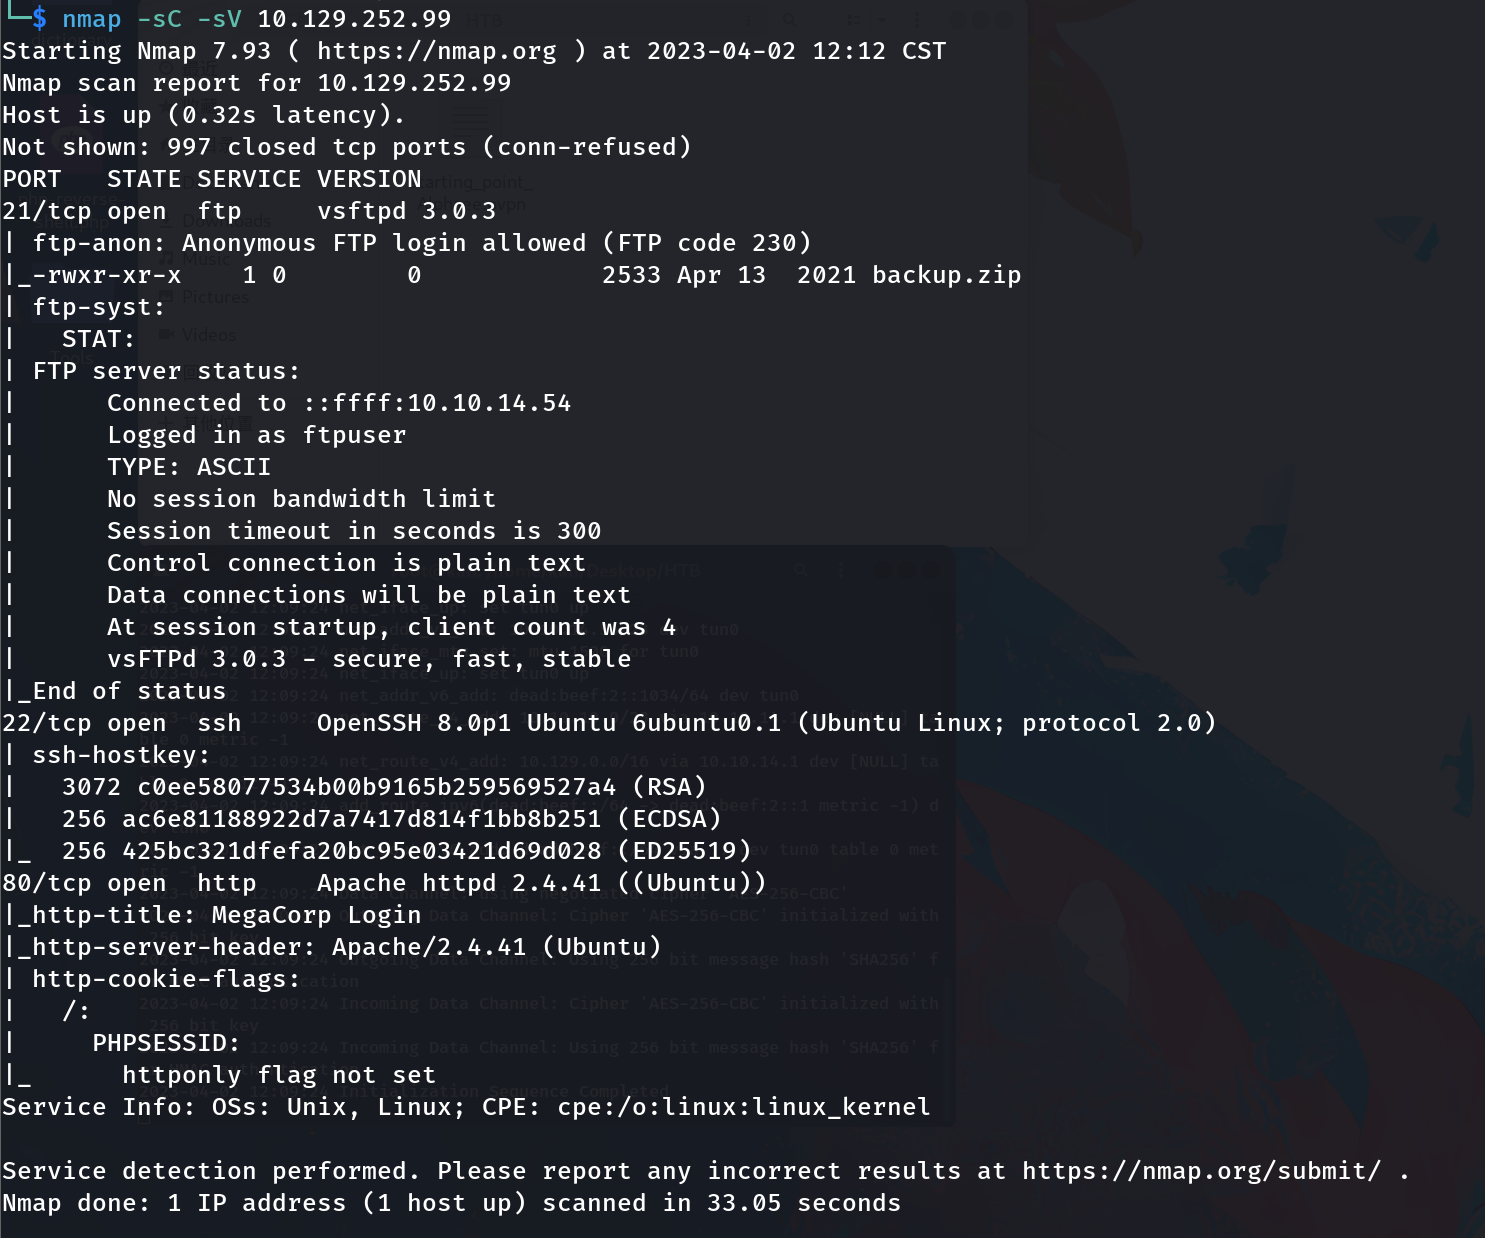 └─$ nmap -sC -sV 10.129.252.99
Starting Nmap 7.93 ( https://nmap.org ) at 2023-04-02 12:12 CST
Nmap scan report for 10.129.252.99
Host is up (0.32s latency).
Not shown: 997 closed tcp ports (conn-refused)
PORT   STATE SERVICE VERSION
21/tcp open  ftp     vsftpd 3.0.3
| ftp-anon: Anonymous FTP login allowed (FTP code 230)
|_-rwxr-xr-x    1 0        0            2533 Apr 13  2021 backup.zip
| ftp-syst:
|   STAT:
| FTP server status:
|      Connected to ::ffff:10.10.14.54
|      Logged in as ftpuser
|      TYPE: ASCII
|      No session bandwidth limit
|      Session timeout in seconds is 300
|      Control connection is plain text
|      Data connections will be plain text
|      At session startup, client count was 4
|      vsFTPd 3.0.3 - secure, fast, stable
|_End of status
22/tcp open  ssh     OpenSSH 8.0p1 Ubuntu 6ubuntu0.1 (Ubuntu Linux; protocol 2.0)
| ssh-hostkey:
|   3072 c0ee58077534b00b9165b259569527a4 (RSA)
|   256 ac6e81188922d7a7417d814f1bb8b251 (ECDSA)
|_  256 425bc321dfefa20bc95e03421d69d028 (ED25519)
80/tcp open  http    Apache httpd 2.4.41 ((Ubuntu))
|_http-title: MegaCorp Login
|_http-server-header: Apache/2.4.41 (Ubuntu)
| http-cookie-flags:
|   /:
|     PHPSESSID:
|_      httponly flag not set
Service Info: OSs: Unix, Linux; CPE: cpe:/o:linux:linux_kernel

Service detection performed. Please report any incorrect results at https://nmap.org/submit/ .
Nmap done: 1 IP address (1 host up) scanned in 33.05 seconds